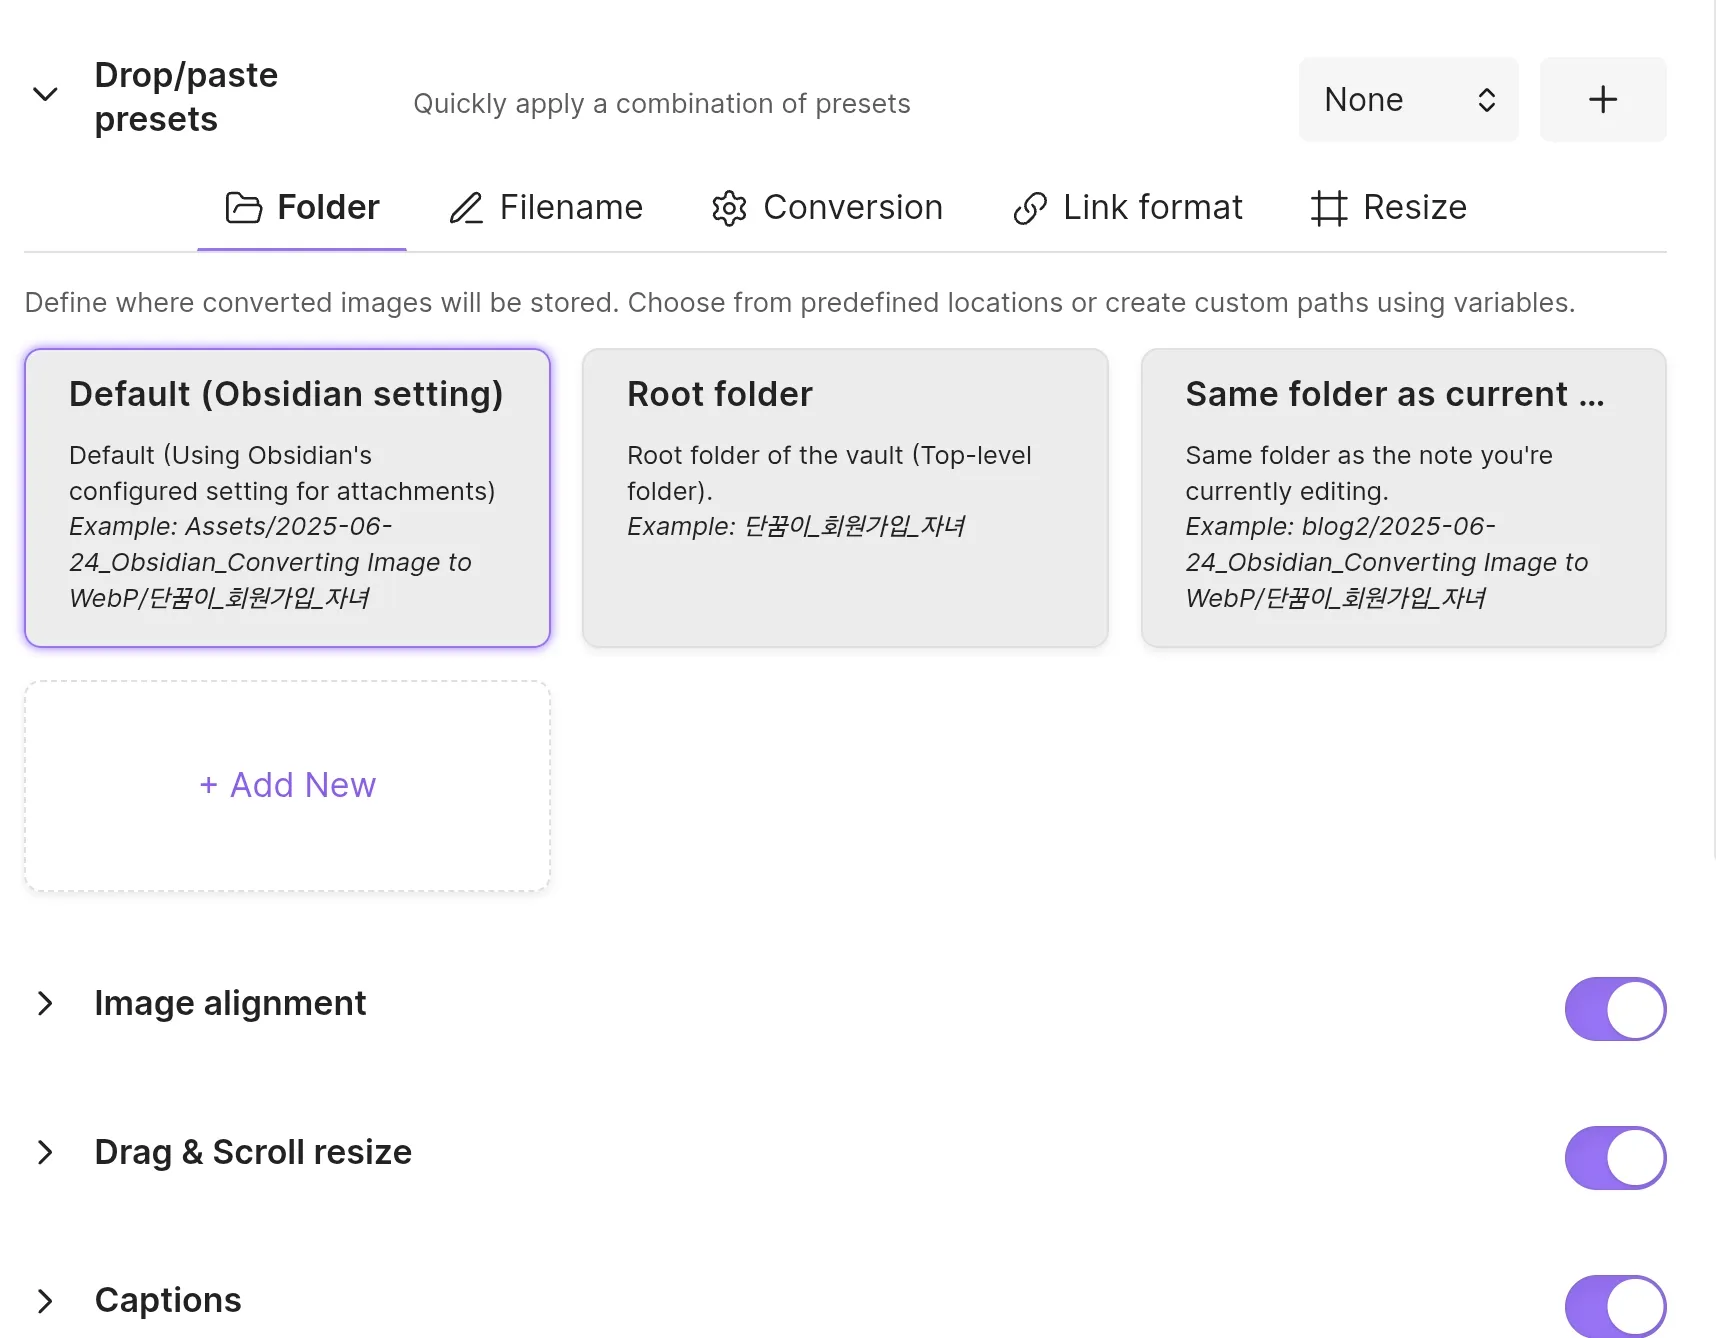 Drop/paste
presets
Quickly apply a combination of presets
None
+
Folder
Filename
Conversion
Link format
Resize
Define where converted images will be stored. Choose from predefined locations or create custom paths using variables.
Default (Obsidian setting)
Default (Using Obsidian's
configured setting for attachments)
Example: Assets/2025-06-
24_Obsidian_Converting Image to
WebP/단꿈이_회원가입_자녀
Root folder
Root folder of the vault (Top-level
folder).
Example: 단꿈이_회원가입_자녀
Same folder as current ...
Same folder as the note you're
currently editing.
Example: blog2/2025-06-
24_Obsidian_Converting Image to
WebP/단꿈이_회원가입_자녀
+ Add New
Image alignment
Drag & Scroll resize
Captions